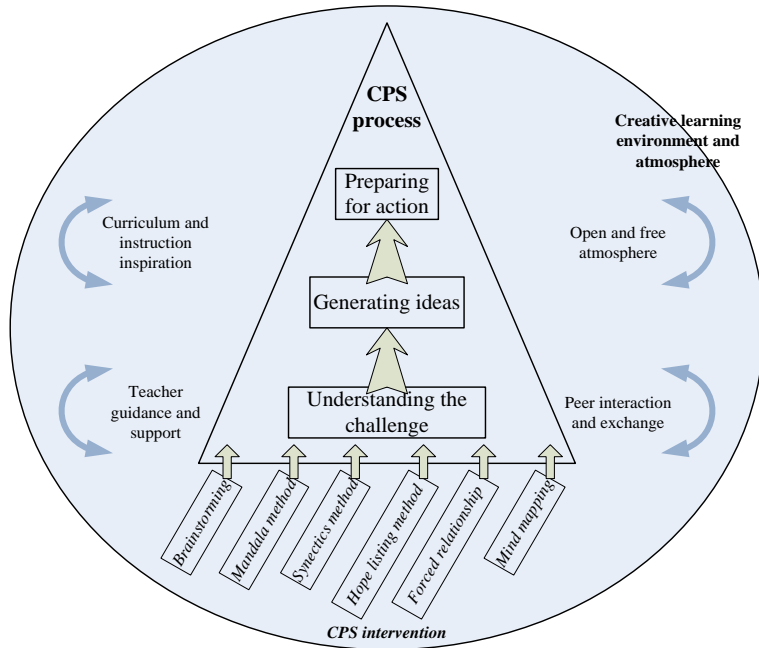 CPS
process
Creative learning
environment and
atmosphere
Preparing
for action
Curriculum and
instruction
inspiration
Open and free
atmosphere
Generating ideas
Teacher
guidance and
support
Understanding the
challenge
Peer interaction
and exchange
Brainstorming
Mandala method
Synectics method
Hope listing method
Forced relationship
Mind mapping
CPS intervention